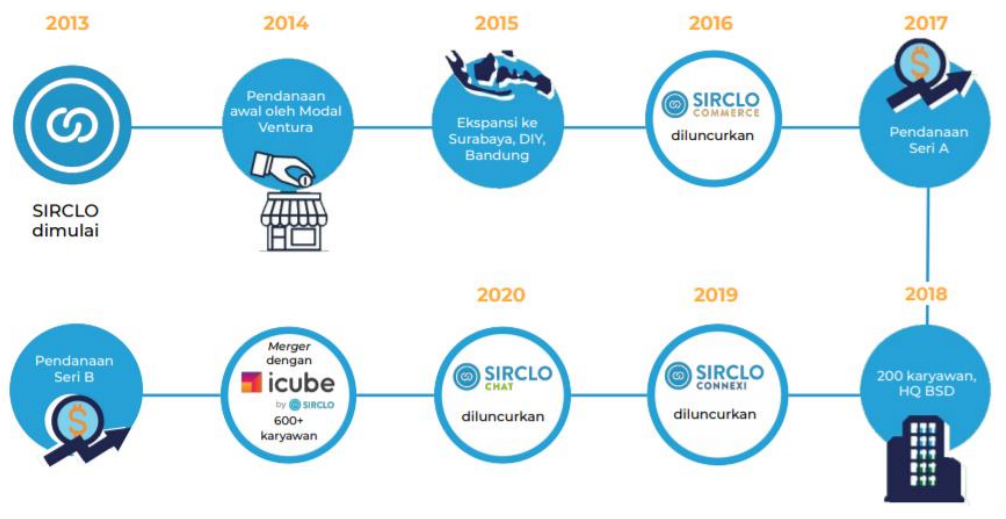 2013
SIRCLO
dimulai
2014
Pendanaan
awal oleh Modal
Ventura
2015
Ekspansi ke
Surabaya, DIY,
Bandung
2016
SIRCLO
COMMERCE
diluncurkan
2017
Pendanaan
Seri A
2018
200 karyawan,
HQ BSD
2019
SIRCLO
CONNEXI
diluncurkan
2020
SIRCLO
CHAT
diluncurkan
Merger
dengan
icube
by SIRCLO
600+
karyawan
Pendanaan
Seri B